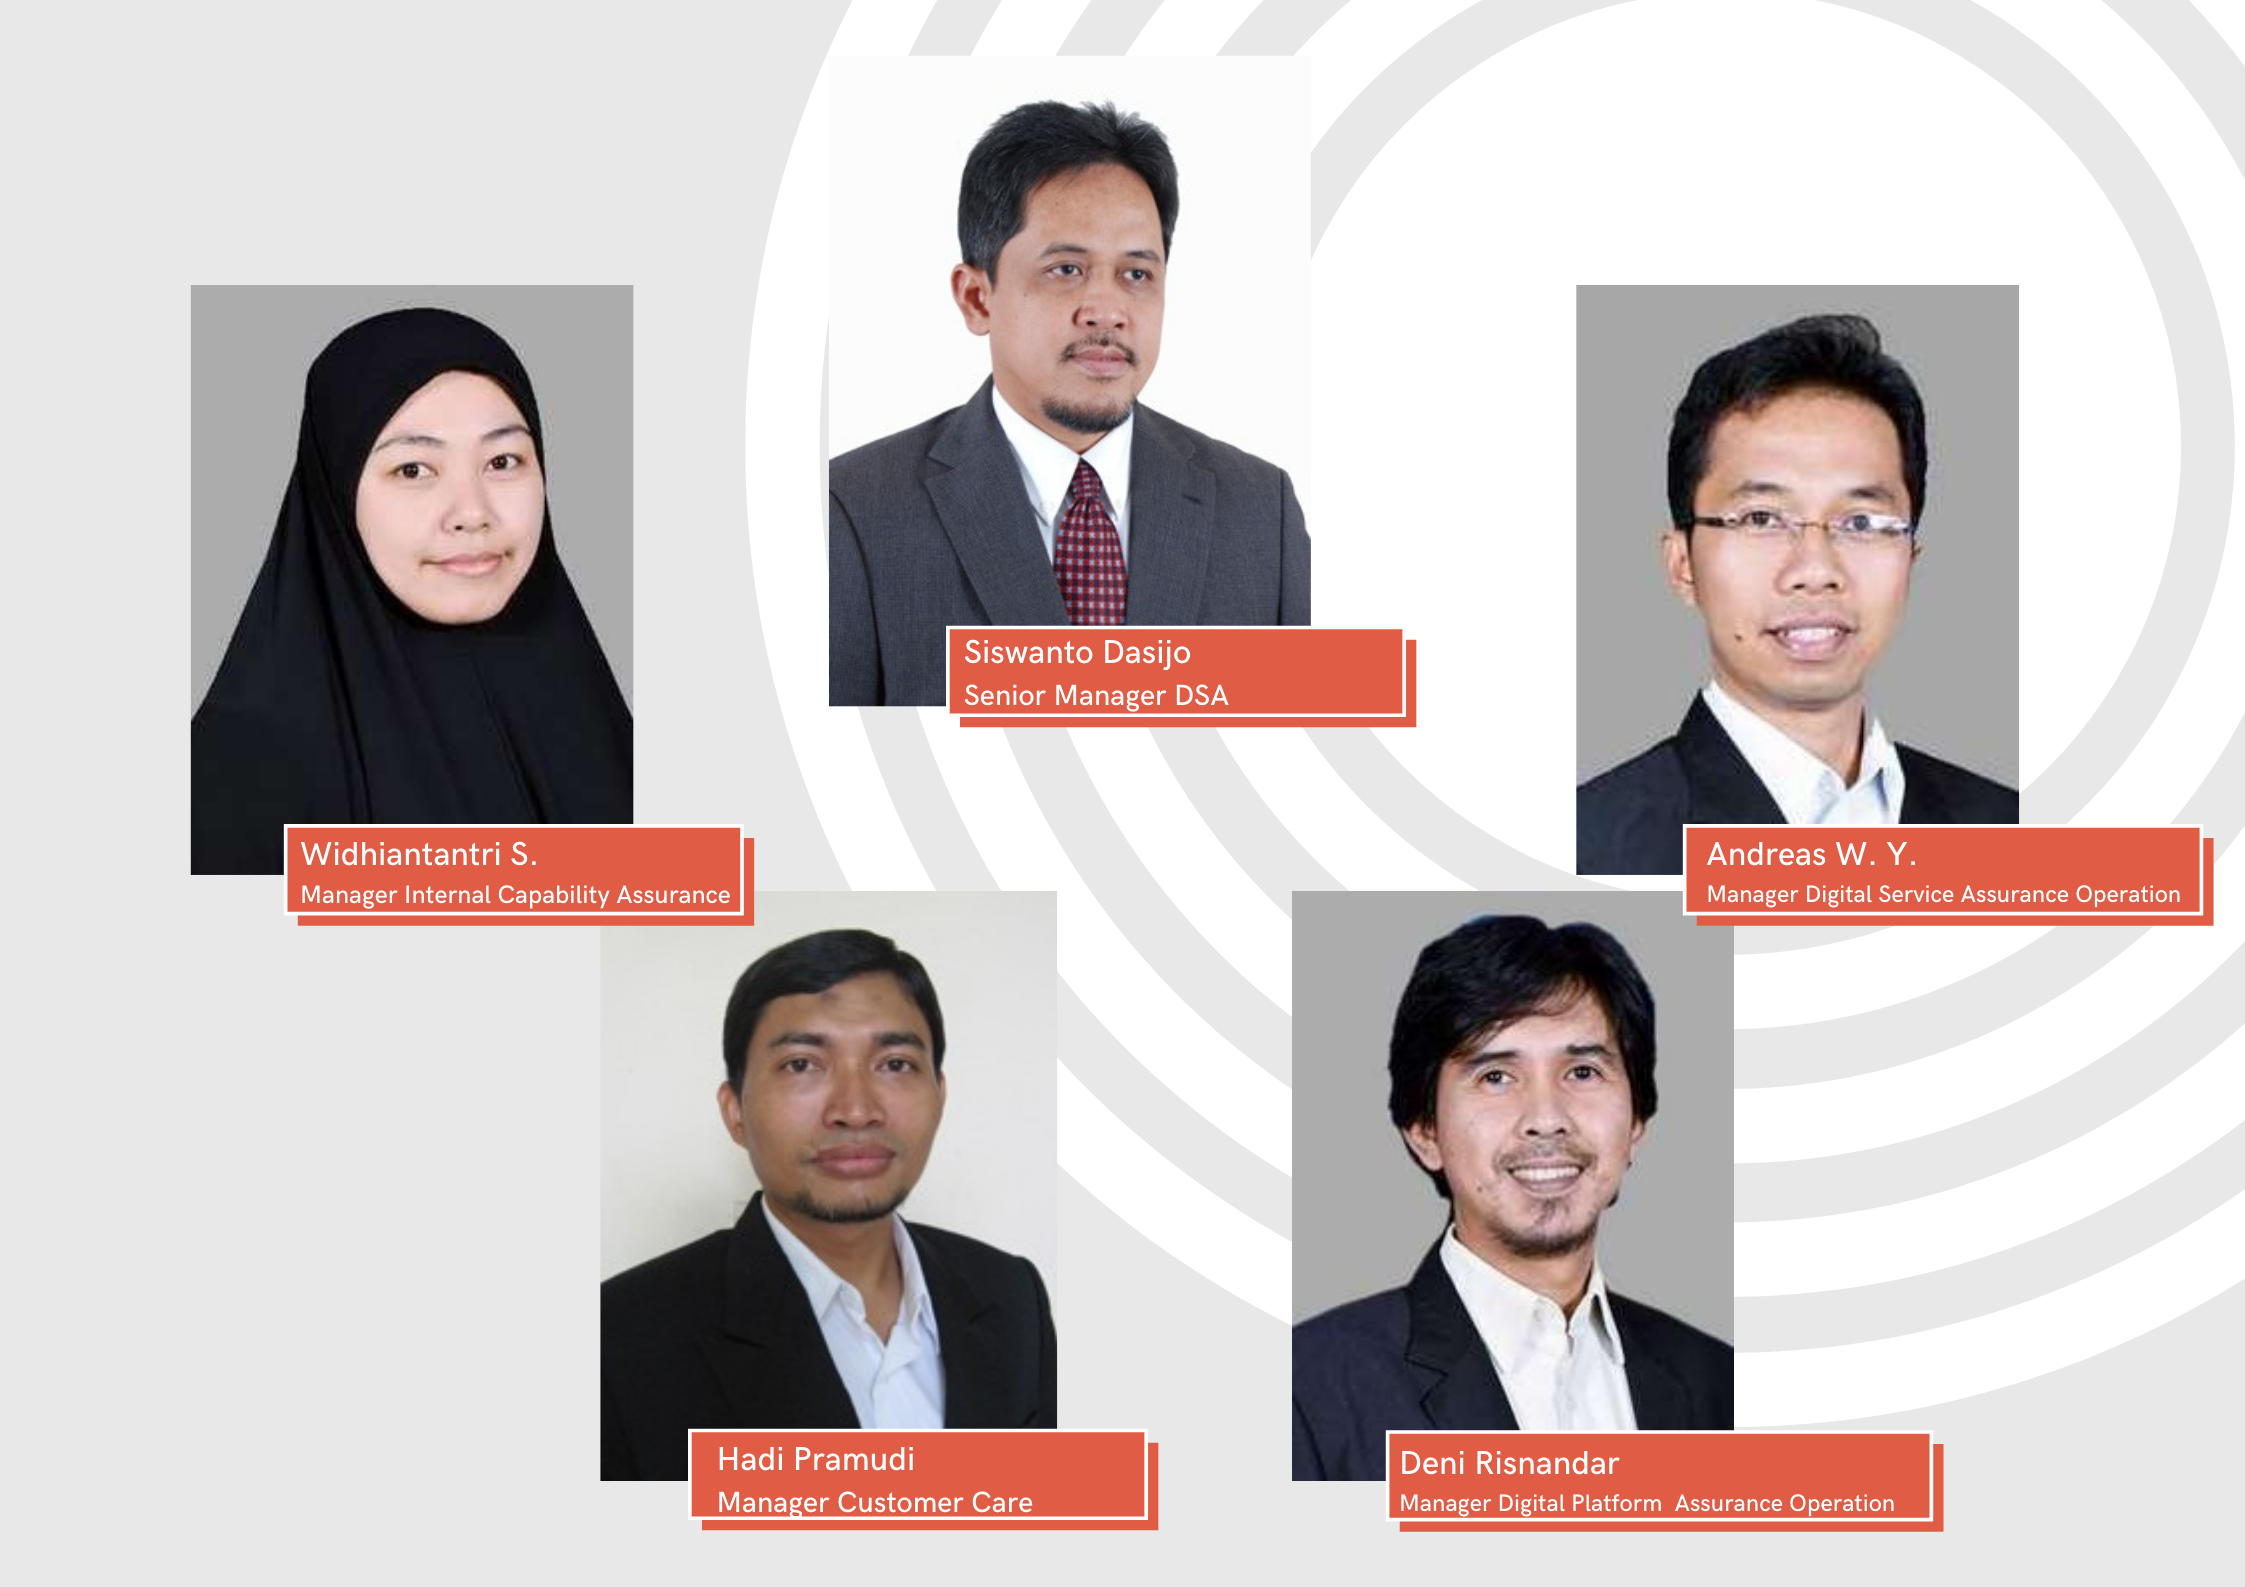 Siswanto Dasijo
Senior Manager DSA
Widhiantantri S.
Manager Internal Capability Assurance
Andreas W. Y.
Manager Digital Service Assurance Operation
Hadi Pramudi
Manager Customer Care
Deni Risnandar
Manager Digital Platform  Assurance Operation